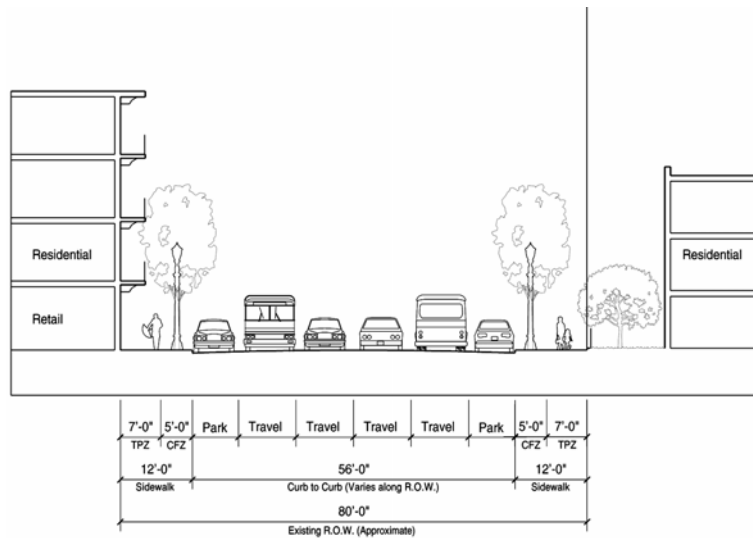 Residential
Residential
Retail
7'-0" 5'-0" Park Travel Travel Travel Travel Park 5'-0" 7'-0"
TPZ CFZ CFZ TPZ
12'-0" 56'-0" 12'-0"
Sidewalk Curb to Curb (Varies along R.O.W.) Sidewalk
80'-0"
Existing R.O.W. (Approximate)